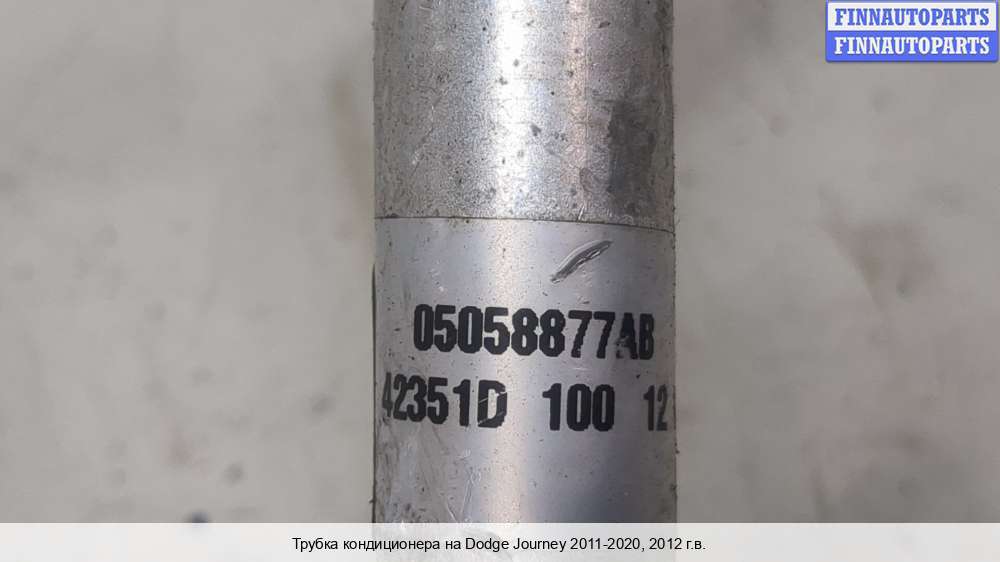 FINNAUTOPARTS
FINNAUTOPARTS
05058877AB
42351D 100 12
Трубка кондиционера на Dodge Journey 2011-2020, 2012 г.в.